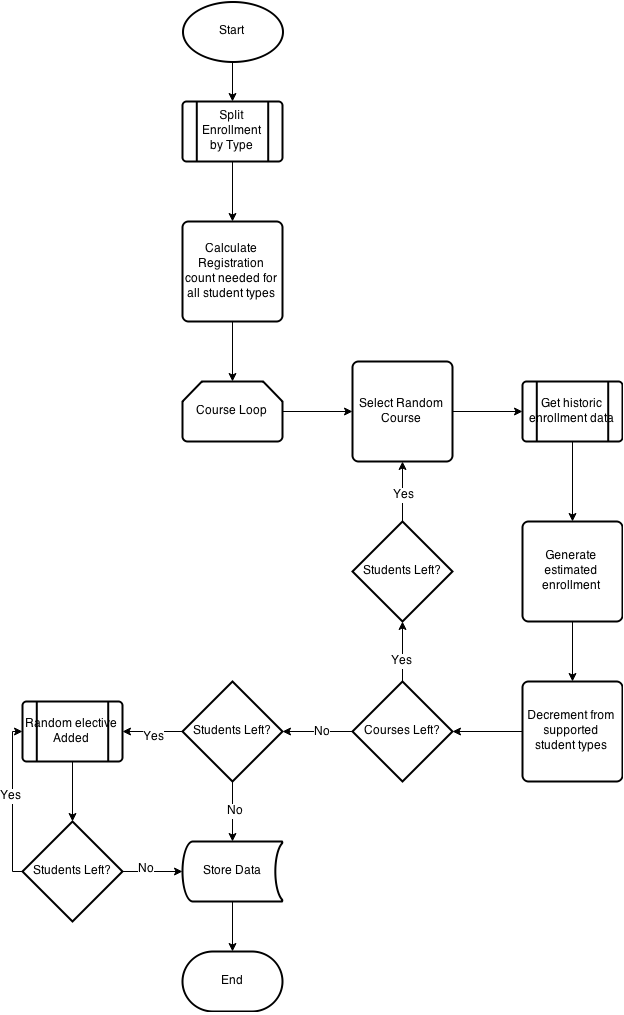 Start
Split
Enrollment
by Type
Calculate
Registration
count needed for
all student types
Course Loop
Select Random
Course
Get historic
enrollment data
Yes
Students Left?
Generate
estimated
enrollment
Yes
Random elective
Added
Yes
Students Left?
No
Courses Left?
Decrement from
supported
student types
Yes
No
Students Left?
No
Store Data
End